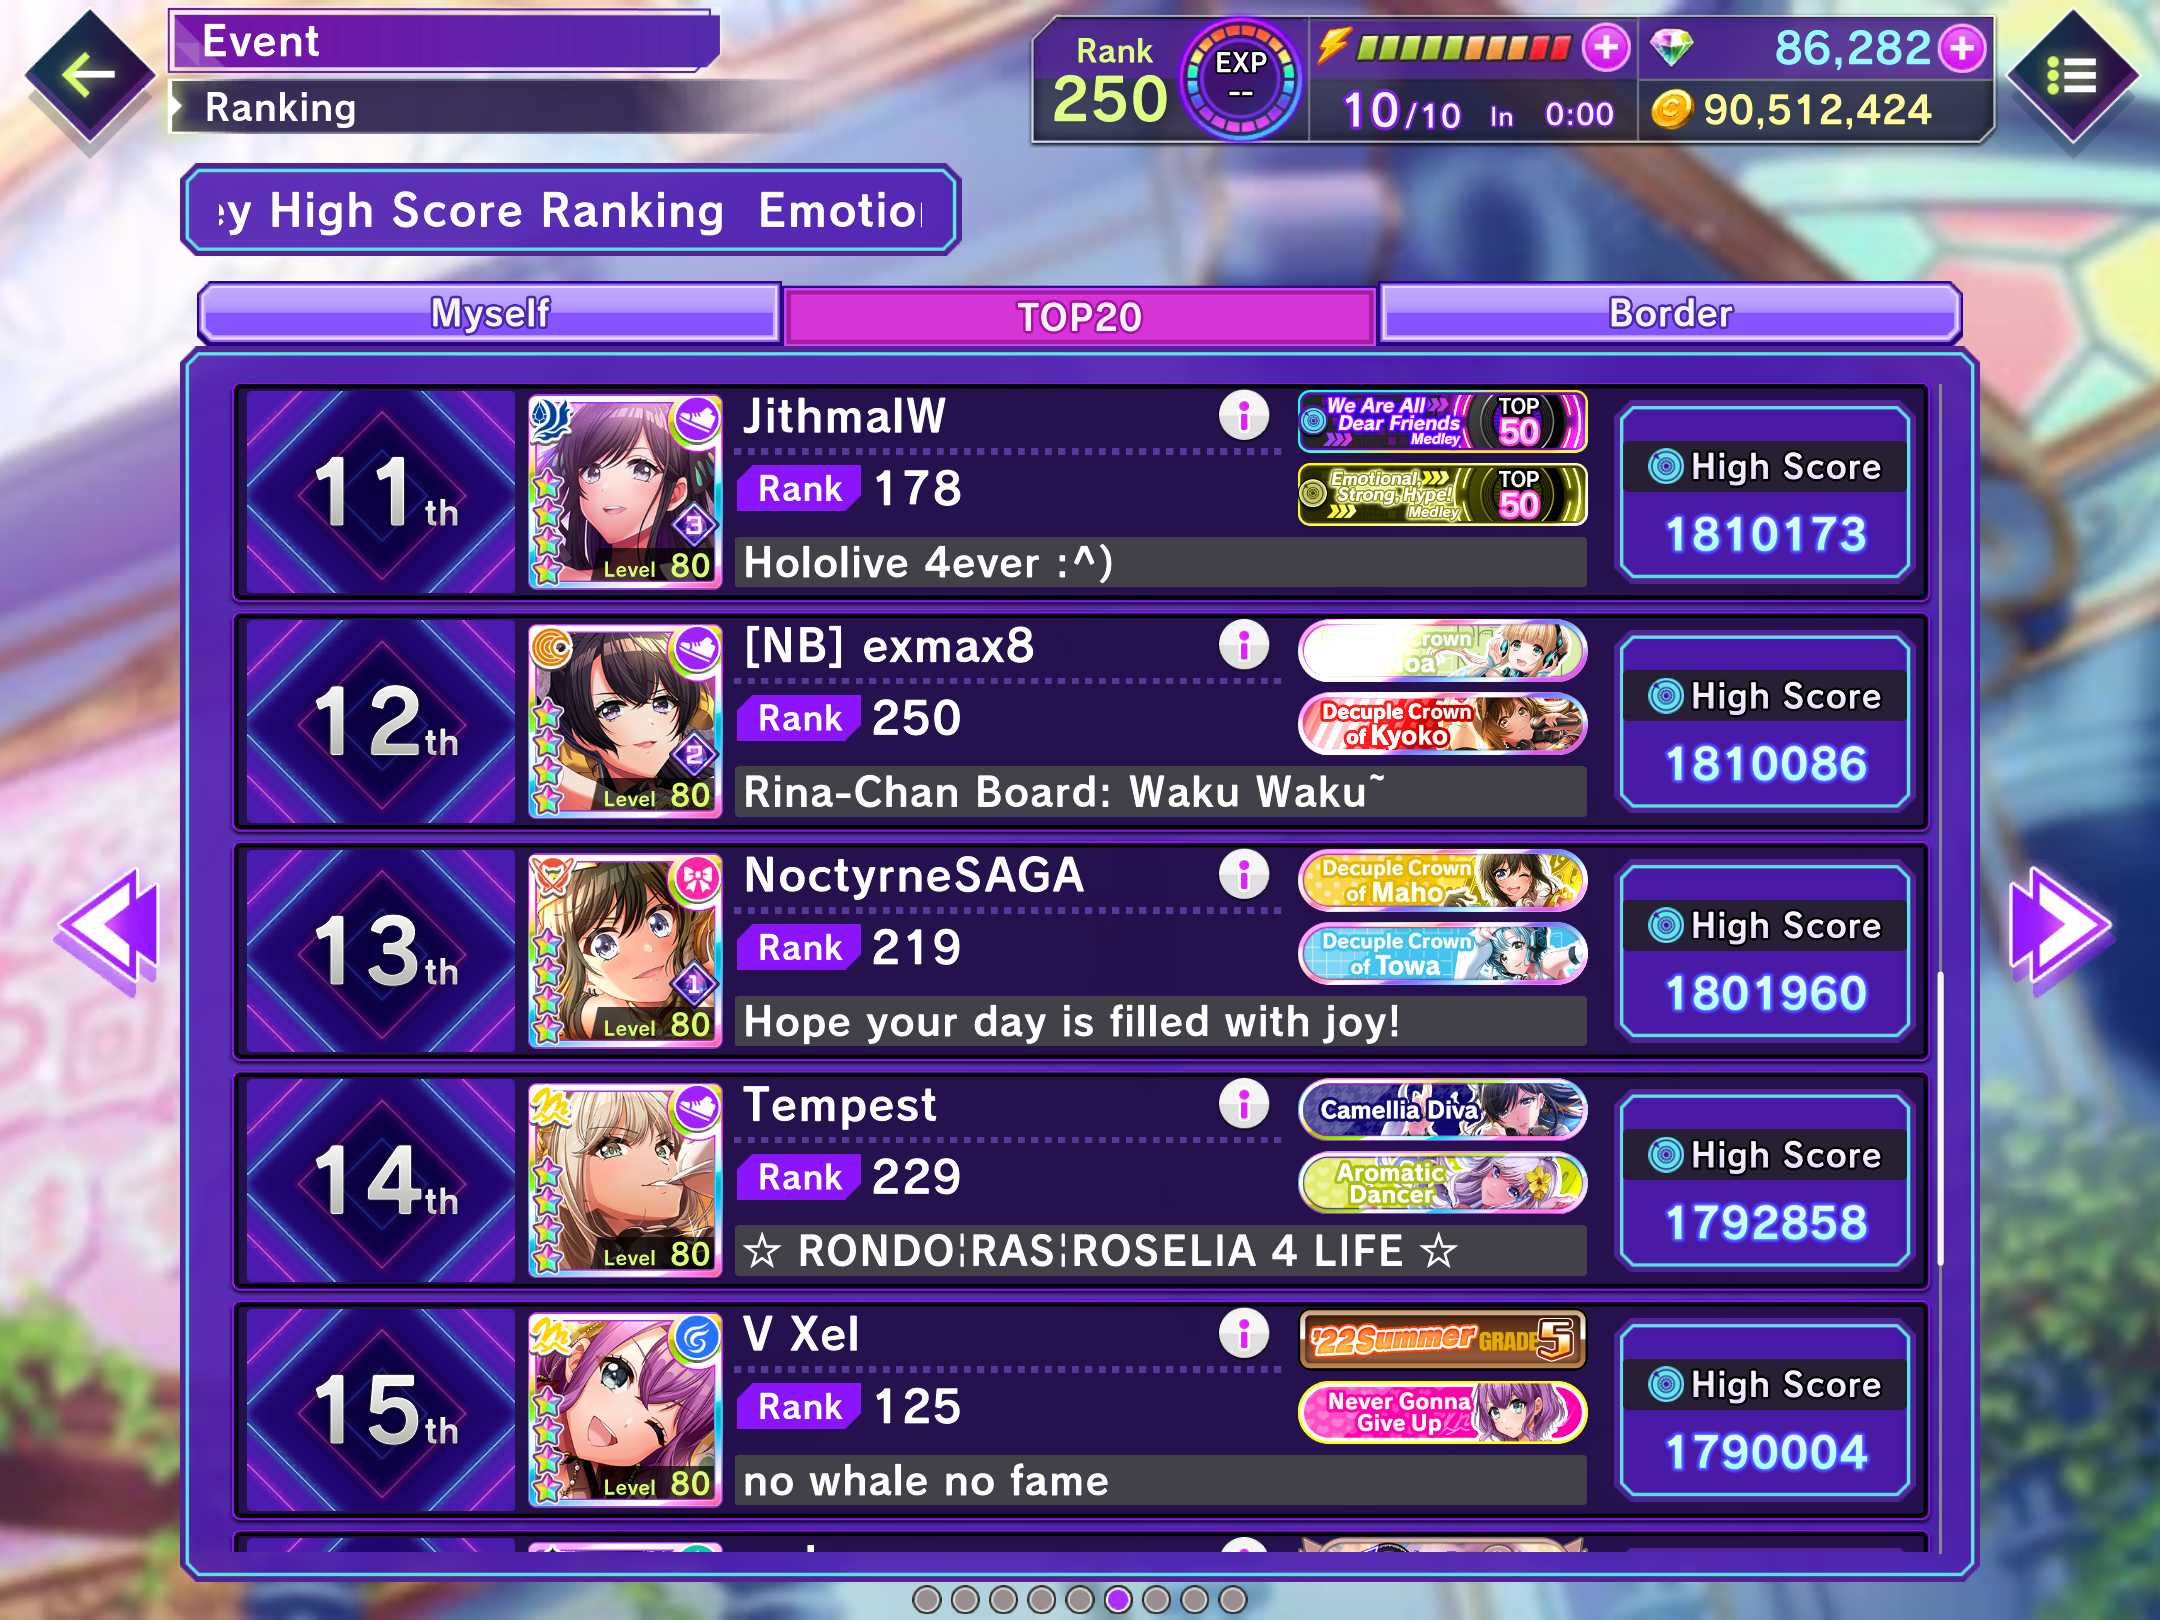 Event
Ranking
Rank
250
EXP
--
10/10 In 0:00
86,282
90,512,424
ey High Score Ranking Emotio
Myself
TOP20
Border
11th
Level 80
JithmalW
Rank 178
Hololive 4ever :^)
We Are All
Dear Friends
Medley
TOP
50
Emotional,
Strong, Hype!
Medley
TOP
50
High Score
1810173
12th
Level 80
[NB] exmax8
Rank 250
Rina-Chan Board: Waku Waku~
Crown
Noa
Decuple Crown
of Kyoko
High Score
1810086
13th
Level 80
NoctyrneSAGA
Rank 219
Hope your day is filled with joy!
Decuple Crown
of Maho
Decuple Crown
of Towa
High Score
1801960
14th
Level 80
Tempest
Rank 229
☆ RONDO¦RAS¦ROSELIA 4 LIFE ☆
Camellia Diva
Aromatic
Dancer
High Score
1792858
15th
Level 80
V Xel
Rank 125
no whale no fame
'22Summer GRADE 5
Never Gonna
Give Up
High Score
1790004